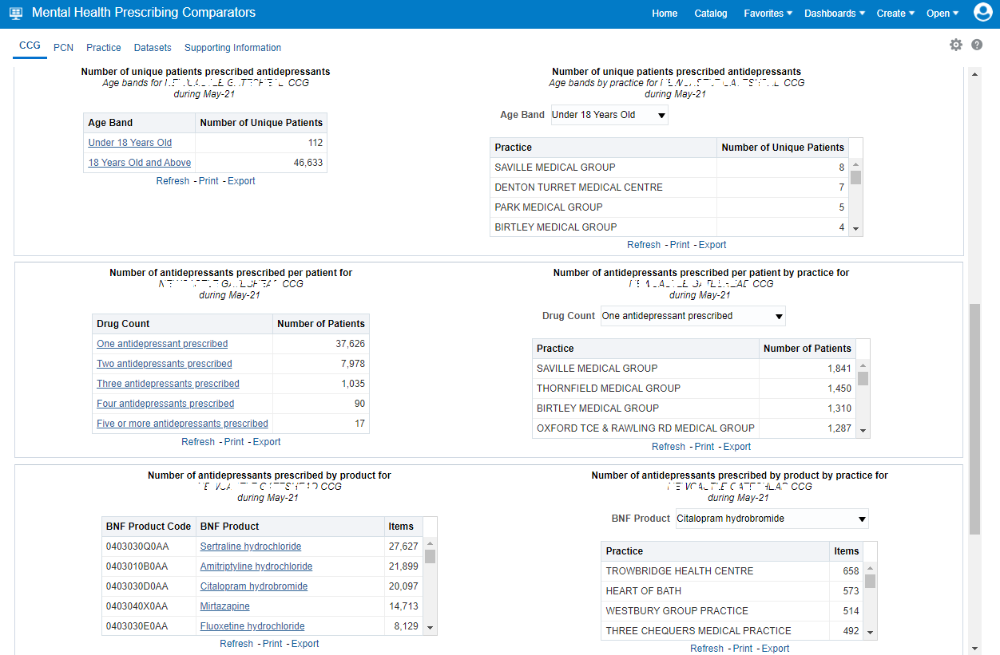 Mental Health Prescribing Comparators
Home Catalog Favorites Dashboards Create Open
CCG PCN Practice Datasets Supporting Information
Number of unique patients prescribed antidepressants
Age bands for NEWCASTLE GATESHEAD CCG
during May-21
Age Band Number of Unique Patients
Under 18 Years Old 112
18 Years Old and Above 46,633
Refresh - Print - Export
Number of unique patients prescribed antidepressants
Age bands by practice for NEWCASTLE GATESHEAD CCG
during May-21
Age Band Under 18 Years Old
Practice Number of Unique Patients
SAVILLE MEDICAL GROUP 8
DENTON TURRET MEDICAL CENTRE 7
PARK MEDICAL GROUP 5
BIRTLEY MEDICAL GROUP 4
Refresh - Print - Export
Number of antidepressants prescribed per patient for
NEWCASTLE GATESHEAD CCG
during May-21
Drug Count Number of Patients
One antidepressant prescribed 37,626
Two antidepressants prescribed 7,978
Three antidepressants prescribed 1,035
Four antidepressants prescribed 90
Five or more antidepressants prescribed 17
Refresh - Print - Export
Number of antidepressants prescribed per patient by practice for
NEWCASTLE GATESHEAD CCG
during May-21
Drug Count One antidepressant prescribed
Practice Number of Patients
SAVILLE MEDICAL GROUP 1,841
THORNFIELD MEDICAL GROUP 1,450
BIRTLEY MEDICAL GROUP 1,310
OXFORD TCE & RAWLING RD MEDICAL GROUP 1,287
Refresh - Print - Export
Number of antidepressants prescribed by product for
NEWCASTLE GATESHEAD CCG
during May-21
BNF Product Code BNF Product Items
0403030Q0AA Sertraline hydrochloride 27,627
0403010B0AA Amitriptyline hydrochloride 21,899
0403030D0AA Citalopram hydrobromide 20,097
0403040X0AA Mirtazapine 14,713
0403030E0AA Fluoxetine hydrochloride 8,129
Refresh - Print - Export
Number of antidepressants prescribed by product by practice for
NEWCASTLE GATESHEAD CCG
during May-21
BNF Product Citalopram hydrobromide
Practice Items
TROWBRIDGE HEALTH CENTRE 658
HEART OF BATH 573
WESTBURY GROUP PRACTICE 514
THREE CHEQUERS MEDICAL PRACTICE 492
Refresh - Print - Export